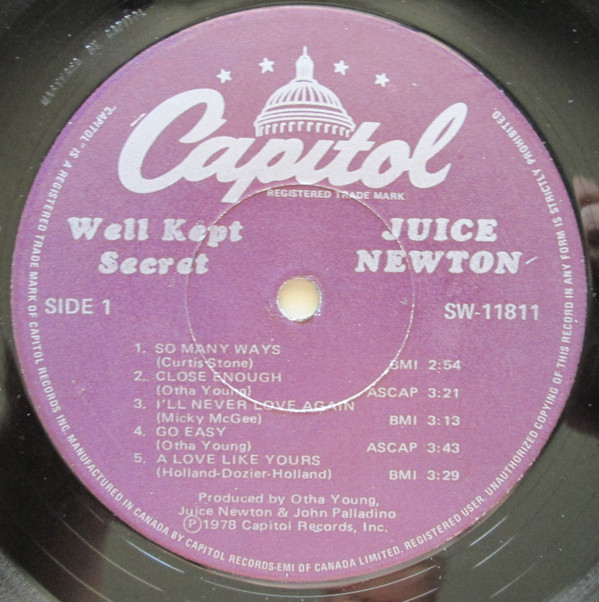 Capitol
REGISTERED TRADE MARK
Well Kept
Secret
JUICE
NEWTON
SIDE 1
SW-11811
1. SO MANY WAYS
(Curtis Stone) BMI 2:54
2. CLOSE ENOUGH
(Otha Young) ASCAP 3:21
3. I'LL NEVER LOVE AGAIN
(Micky McGee) BMI 3:13
4. GO EASY
(Otha Young) ASCAP 3:43
5. A LOVE LIKE YOURS
(Holland-Dozier-Holland) BMI 3:29
Produced by Otha Young,
Juice Newton & John Palladino
Ⓟ1978 Capitol Records, Inc.
"CAPITOL" IS A REGISTERED TRADE MARK OF CAPITOL RECORDS INC. MANUFACTURED IN CANADA BY CAPITOL RECORDS-EMI OF CANADA LIMITED. REGISTERED USER. UNAUTHORIZED COPYING OF THIS RECORD IN ANY FORM IS STRICTLY PROHIBITED.